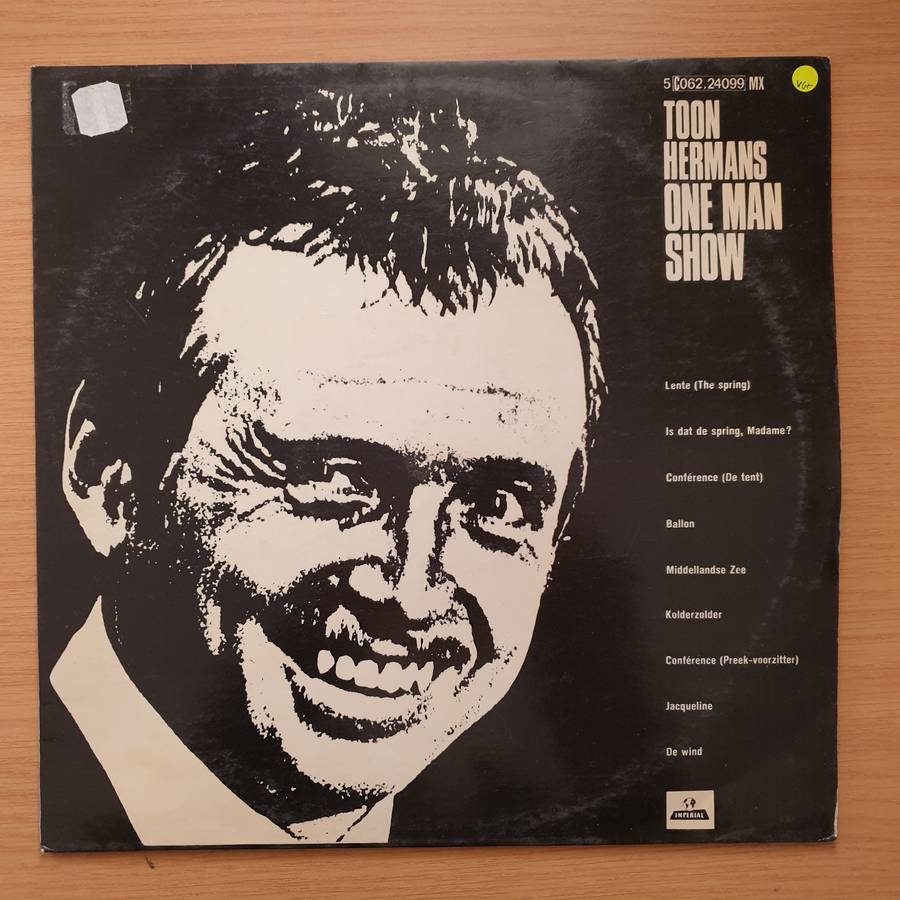 5 C062.24099 MX
VG+
TOON
HERMANS
ONE MAN
SHOW
Lente (The spring)
Is dat de spring, Madame?
Conférence (De tent)
Ballon
Middellandse Zee
Kolderzolder
Conférence (Preek-voorzitter)
Jacqueline
De wind
IMPERIAL